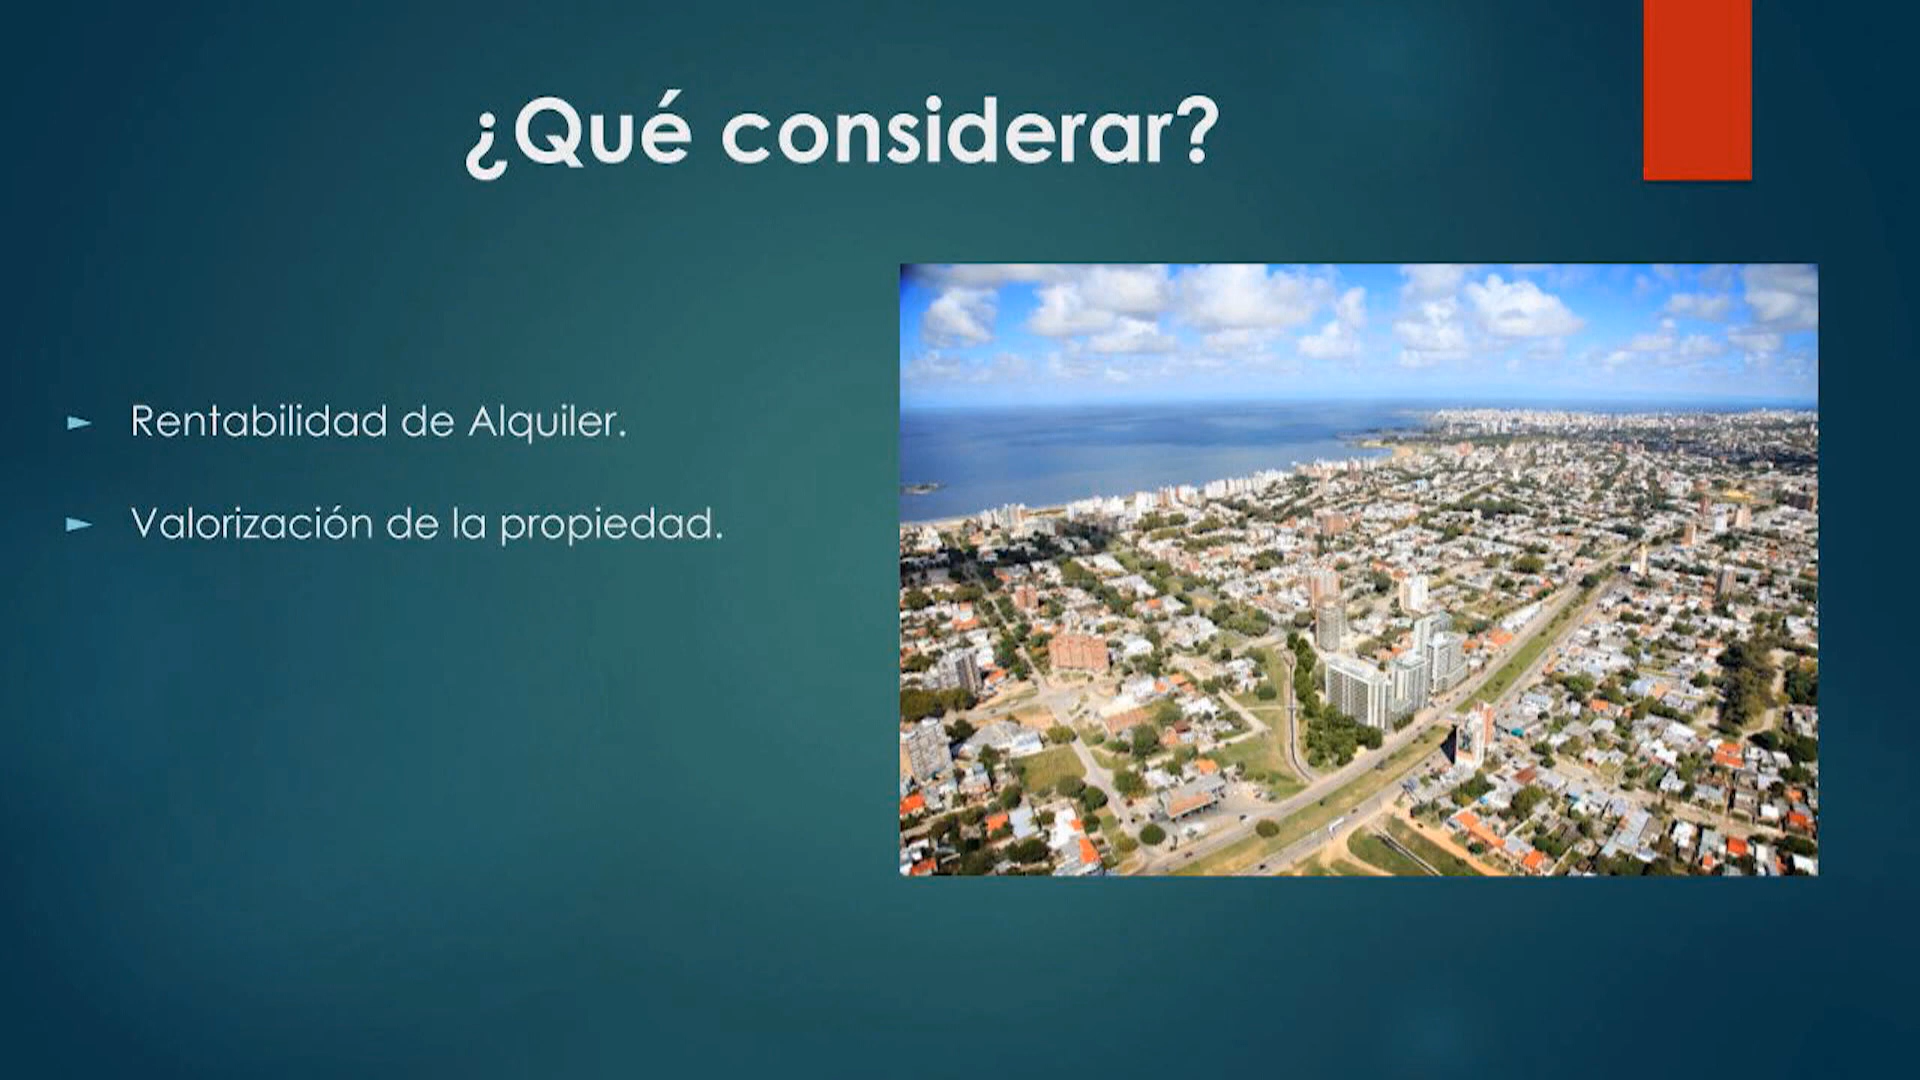 ¿Qué considerar?
Rentabilidad de Alquiler.
Valorización de la propiedad.